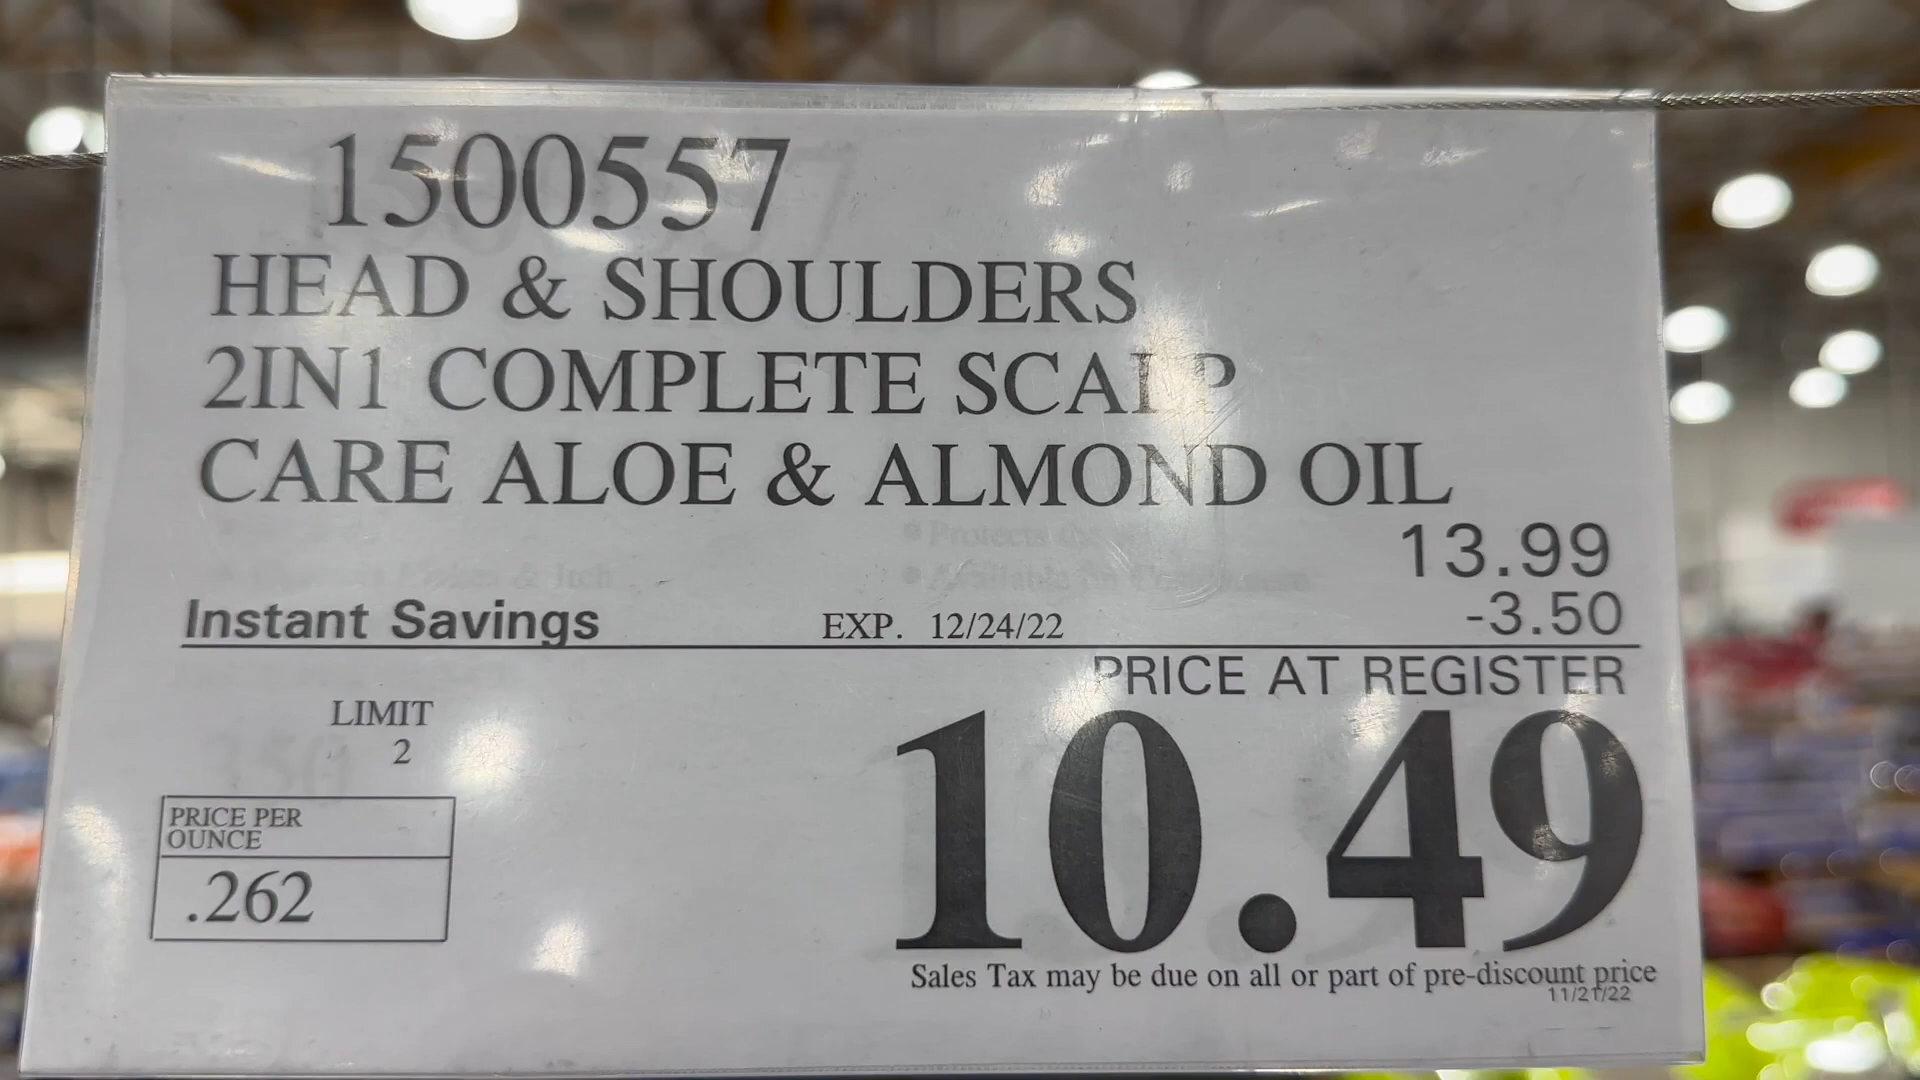 1500557
HEAD & SHOULDERS
2IN1 COMPLETE SCALP
CARE ALOE & ALMOND OIL
13.99
Instant Savings EXP. 12/24/22 -3.50
PRICE AT REGISTER
LIMIT
2
10.49
PRICE PER
OUNCE
.262
Sales Tax may be due on all or part of pre-discount price
11/21/22